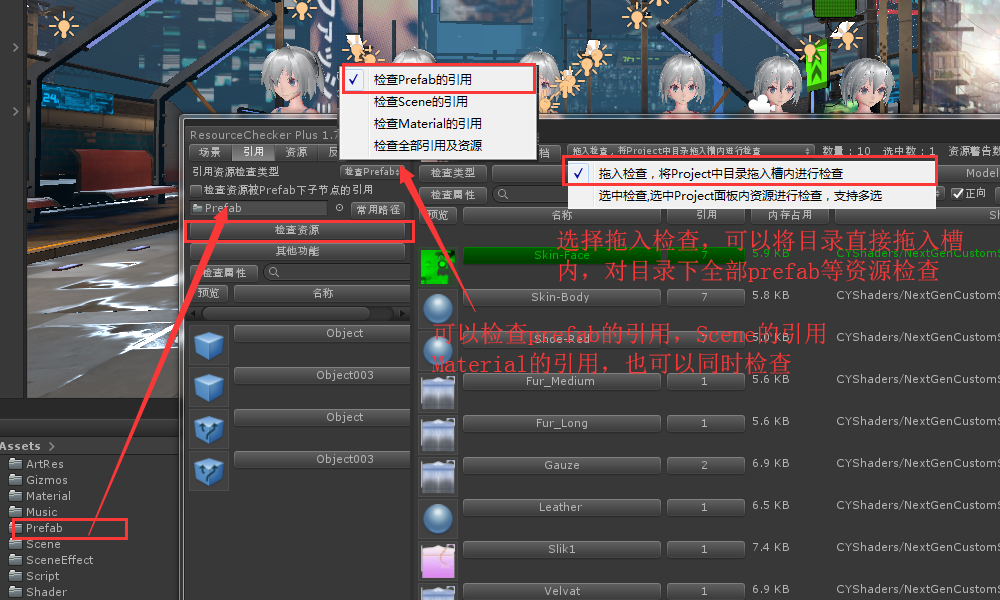 检查Prefab的引用
检查Scene的引用
检查Material的引用
检查全部引用及资源
ResourceChecker Plus 1.
场景
引用
资源
引用资源检查类型
检查Prefab
检查资源被Prefab下子节点的引用
Prefab
常用路径
检查资源
其他功能
检查属性
预览
名称
Object
Object003
Object
Object003
档
拖入检查，将Project中目录拖入槽内进行检查
数量：10
选中数：1
资源警告数
检查类型
拖入检查，将Project中目录拖入槽内进行检查
选中检查,选中Project面板内资源进行检查，支持多选
Model
检查属性
正向
预览
名称
引用
内存占用
Sh
Skin-Face
7
5.9 KB
CYShaders/NextGenCustomS
选择拖入检查，可以将目录直接拖入槽
内，对目录下全部prefab等资源检查
Skin-Body
7
5.8 KB
CYShaders/NextGenCustomS
Shoe-Red
5.0 KB
CYShaders/NextGenCustomS
可以检查prefab的引用，Scene的引用
Material的引用，也可以同时检查
Fur_Medium
1
5.6 KB
CYShaders/NextGenCustomS
Fur_Long
1
5.6 KB
CYShaders/NextGenCustomS
Gauze
2
6.9 KB
CYShaders/NextGenCustomS
Leather
1
6.5 KB
CYShaders/NextGenCustomS
Slik1
1
7.4 KB
CYShaders/NextGenCustomS
Velvat
1
6.9 KB
CYShaders/NextGenCustomS
Assets
ArtRes
Gizmos
Material
Music
Prefab
Scene
SceneEffect
Script
Shader